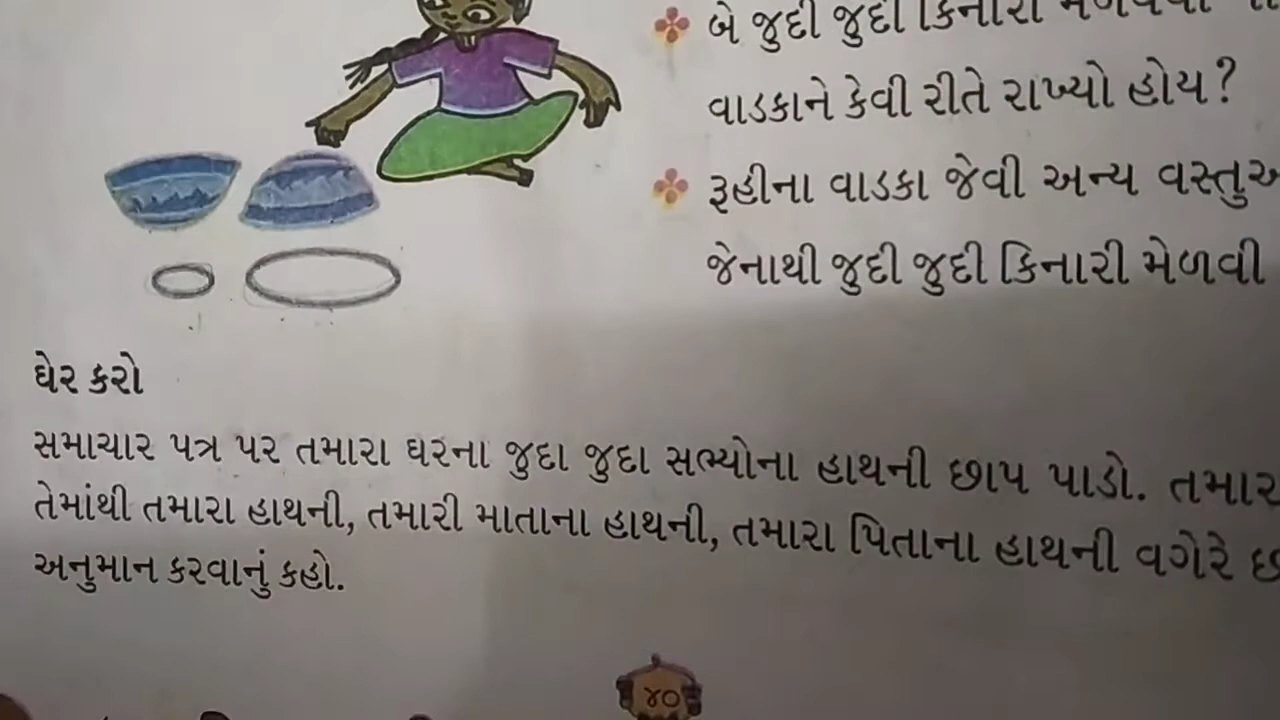 બે જુદી જુદી કિનારી
વાડકાને કેવી રીતે રાખ્યો હોય?
રૂહીના વાડકા જેવી અન્ય
જેનાથી જુદી જુદી કિનારી મેળવી
ઘેર કરો
સમાચાર પત્ર પર તમારા ઘરના જુદા જુદા સભ્યોના હાથની છાપ પાડો.
તેમાંથી તમારા હાથની, તમારી માતાના હાથની, તમારા પિતાના હાથની વગેરે
અનુમાન કરવાનું કહો.
૪૦